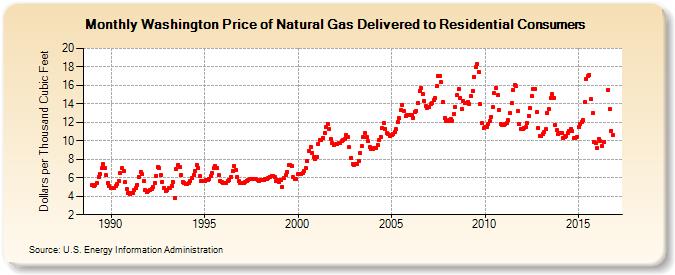 Monthly Washington Price of Natural Gas Delivered to Residential Consumers
Dollars per Thousand Cubic Feet
20
18
16
14
12
10
8
6
4
2
1990 1995 2000 2005 2010 2015
Source: U.S. Energy Information Administration